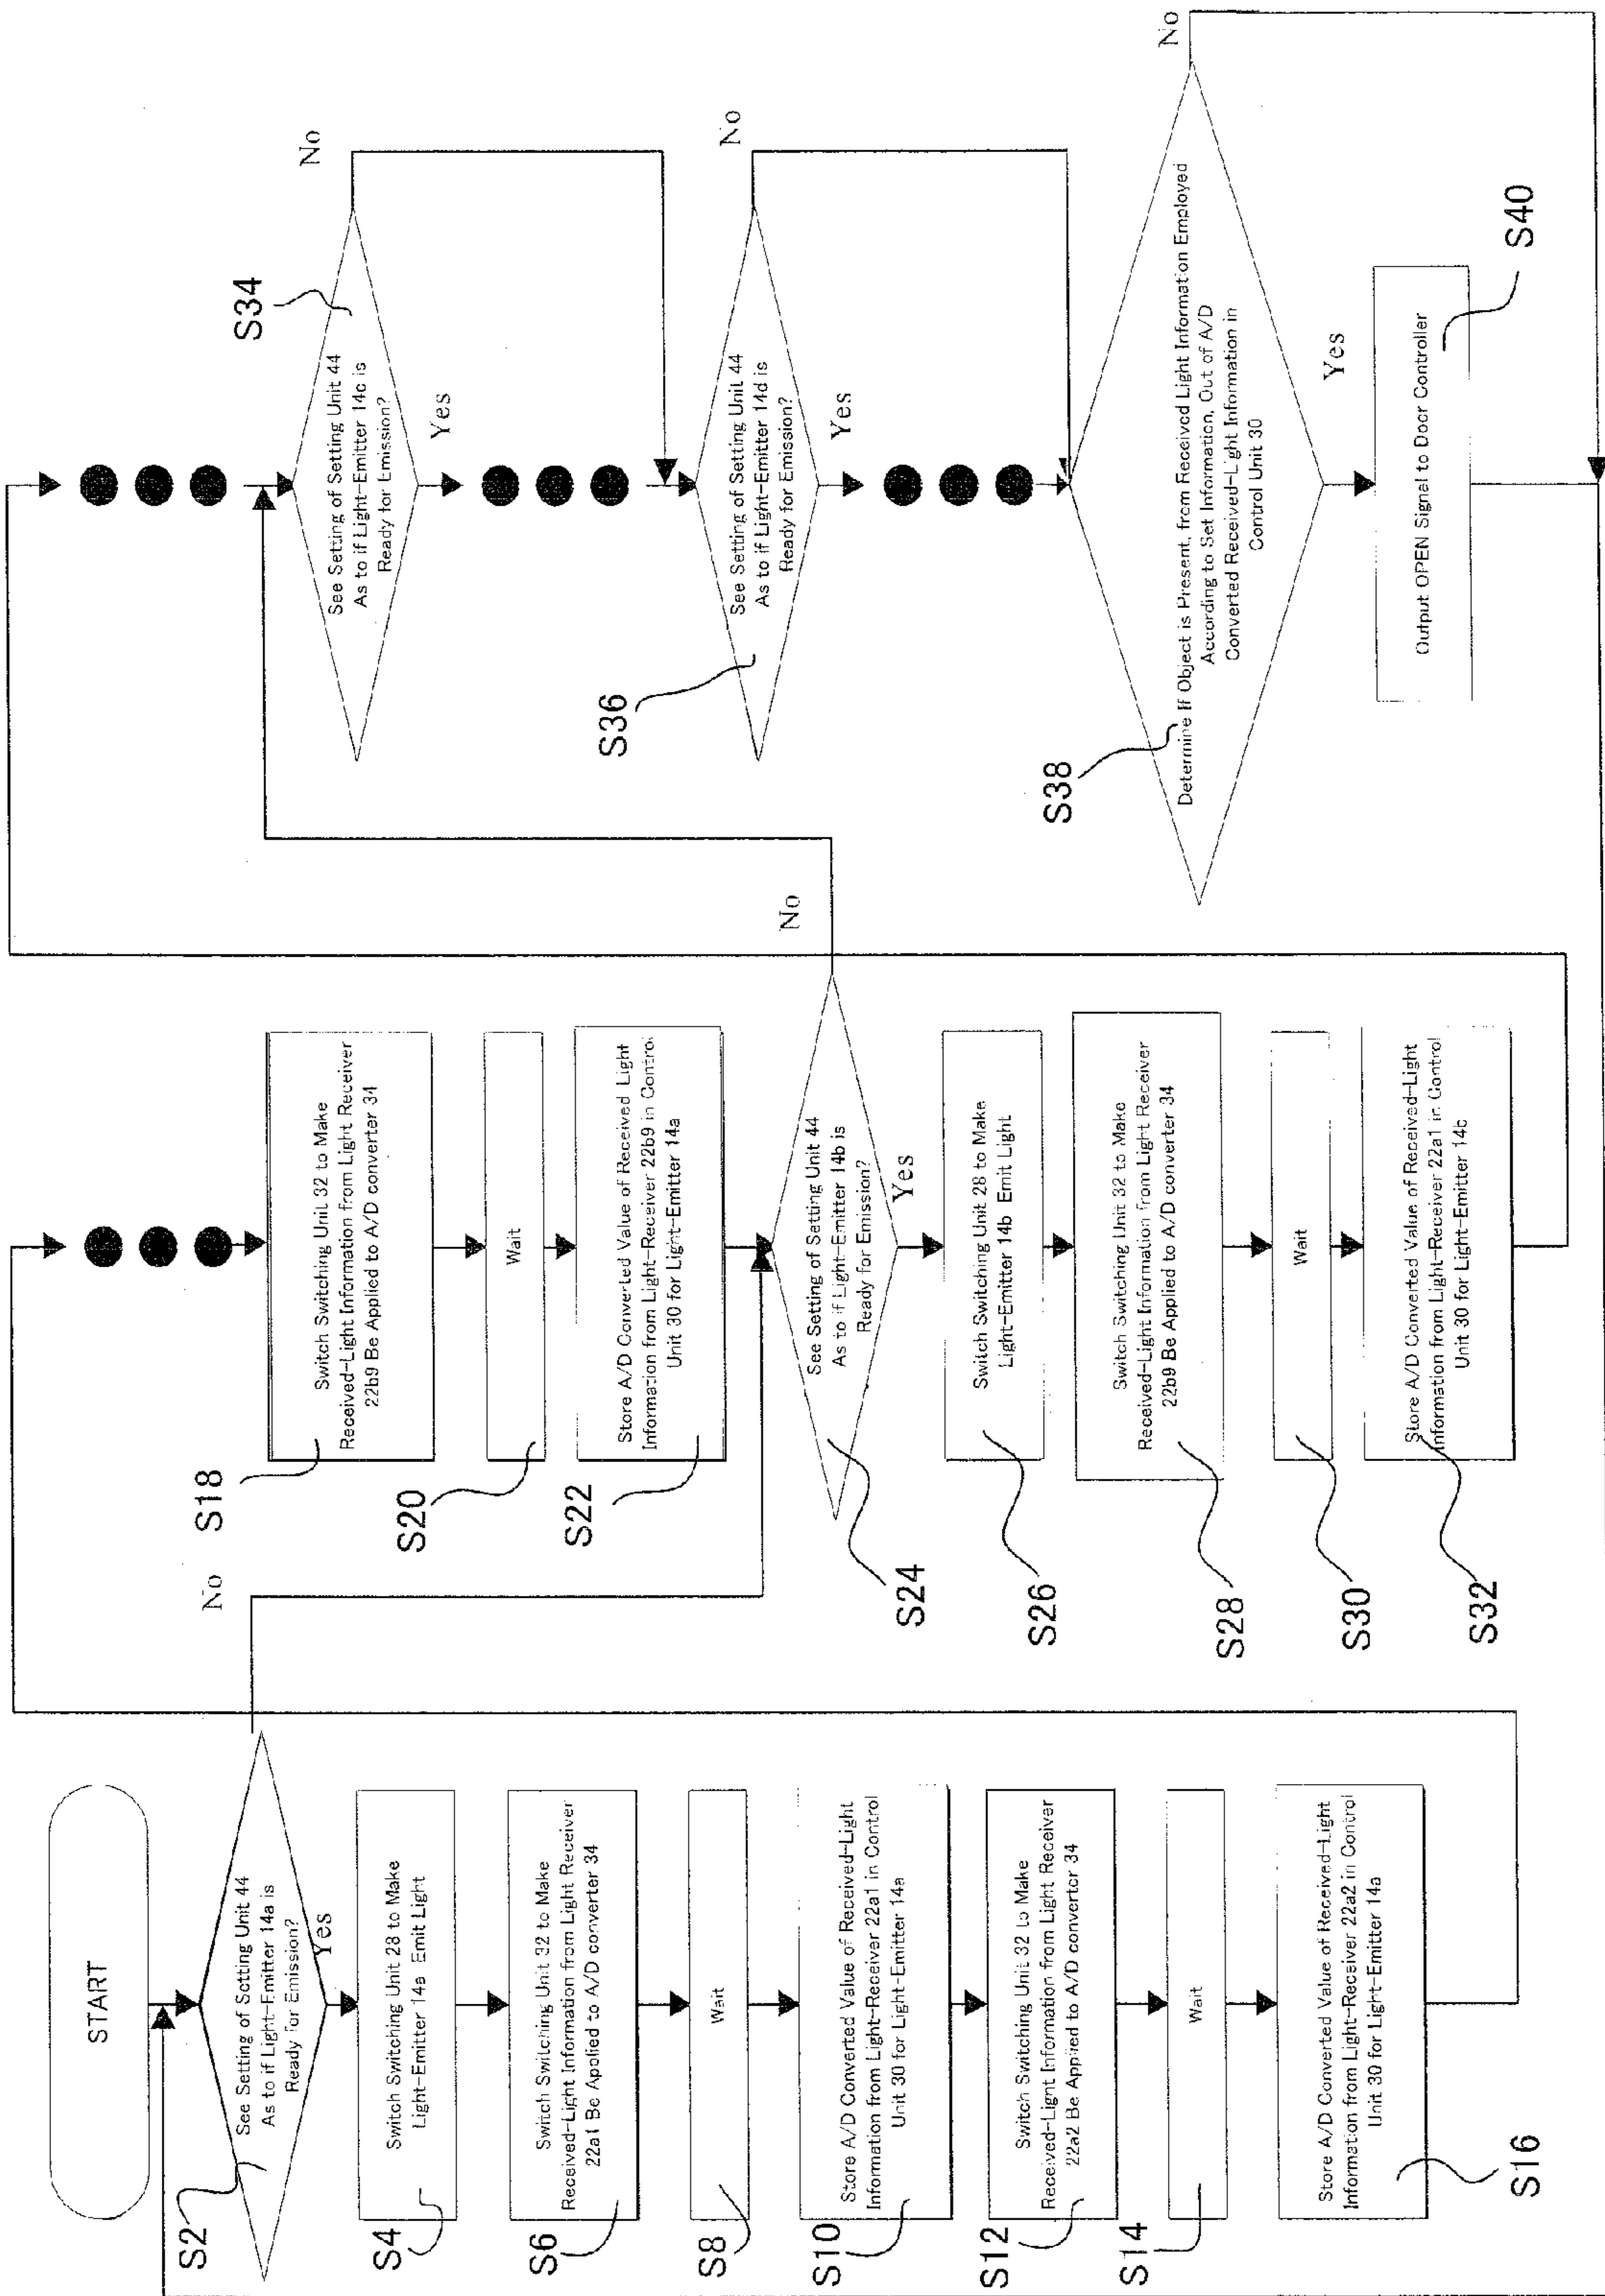 START
S2
See Setting of Setting Unit 44
As to if Light-Emitter 14a is
Ready for Emission?
Yes
No
S4
Switch Switching Unit 28 to Make
Light-Emitter 14a Emit Light
S6
Switch Switching Unit 32 to Make
Received-Light Information from Light Receiver
22a1 Be Applied to A/D converter 34
S8
Wait
S10
Store A/D Converted Value of Received-Light
Information from Light-Receiver 22a1 in Control
Unit 30 for Light-Emitter 14a
S12
Switch Switching Unit 32 to Make
Received-Light Information from Light Receiver
22a2 Be Applied to A/D converter 34
S14
Wait
S16
Store A/D Converted Value of Received-Light
Information from Light-Receiver 22a2 in Control
Unit 30 for Light-Emitter 14a
S18
Switch Switching Unit 32 to Make
Received-Light Information from Light Receiver
22b9 Be Applied to A/D converter 34
S20
Wait
S22
Store A/D Converted Value of Received Light
Information from Light-Receiver 22b9 in Control
Unit 30 for Light-Emitter 14a
S24
See Setting of Setting Unit 44
As to if Light-Emitter 14b is
Ready for Emission?
Yes
No
S26
Switch Switching Unit 28 to Make
Light-Emitter 14b Emit Light
S28
Switch Switching Unit 32 to Make
Received-Light Information from Light Receiver
22b9 Be Applied to A/D converter 34
S30
Wait
S32
Store A/D Converted Value of Received-Light
Information from Light-Receiver 22a1 in Control
Unit 30 for Light-Emitter 14b
S34
See Setting of Setting Unit 44
As to if Light-Emitter 14c is
Ready for Emission?
Yes
No
S36
See Setting of Setting Unit 44
As to if Light-Emitter 14d is
Ready for Emission?
Yes
No
S38
Determine If Object is Present, from Received Light Information Employed
According to Set Information, Out of A/D
Converted Received-Light Information in
Control Unit 30
Yes
No
S40
Output OPEN Signal to Door Controller